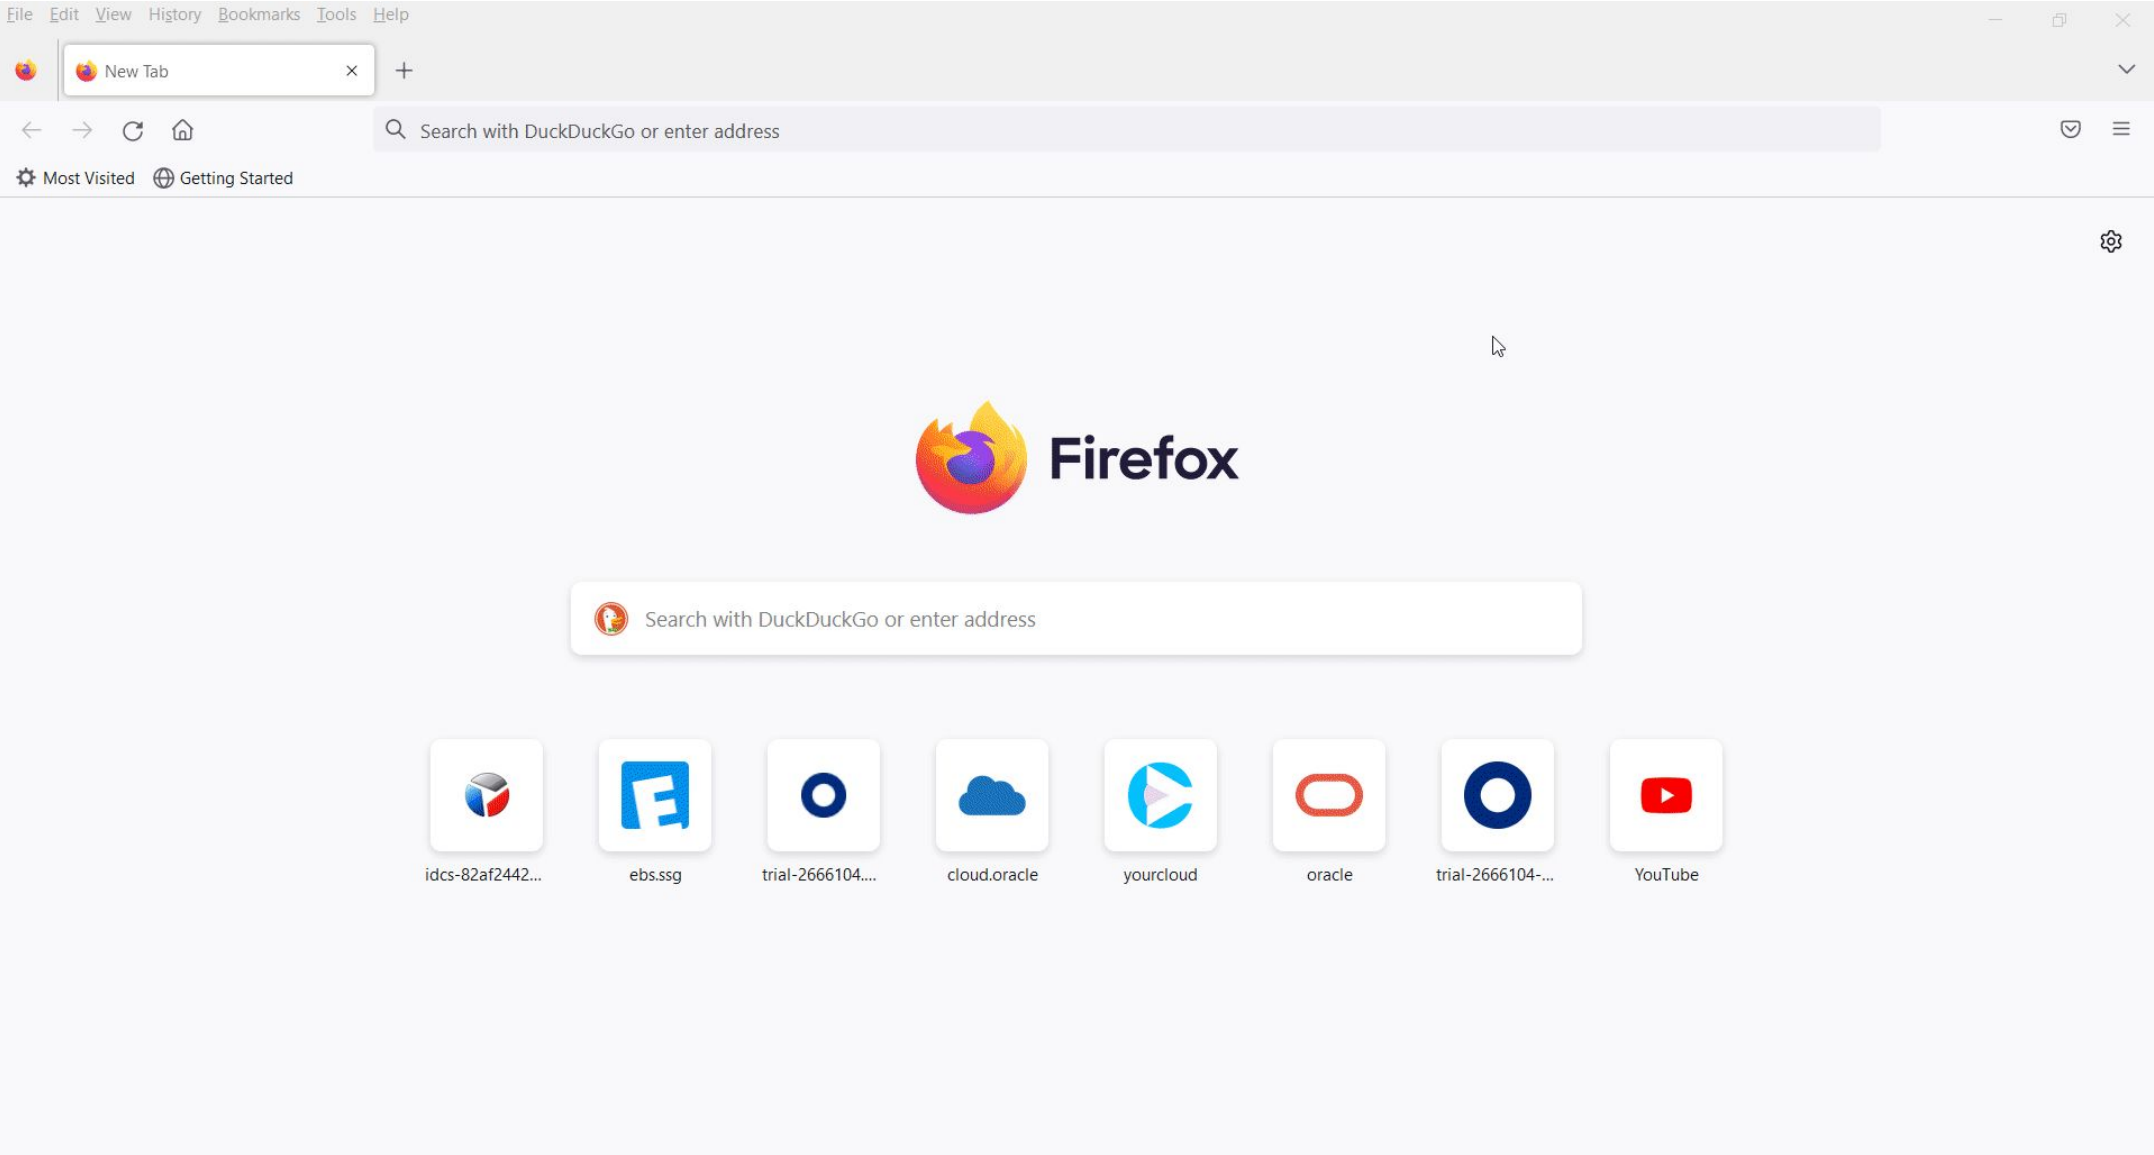 File Edit View History Bookmarks Tools Help
New Tab
Search with DuckDuckGo or enter address
Most Visited Getting Started
Firefox
Search with DuckDuckGo or enter address
idcs-82af2442... ebs.ssg trial-2666104.... cloud.oracle yourcloud oracle trial-2666104-... YouTube